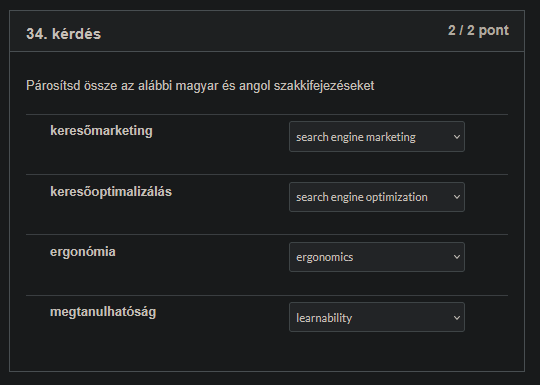 34. kérdés
2 / 2 pont
Párosítsd össze az alábbi magyar és angol szakkifejezéseket
keresőmarketing
search engine marketing
keresőoptimalizálás
search engine optimization
ergonómia
ergonomics
megtanulhatóság
learnability